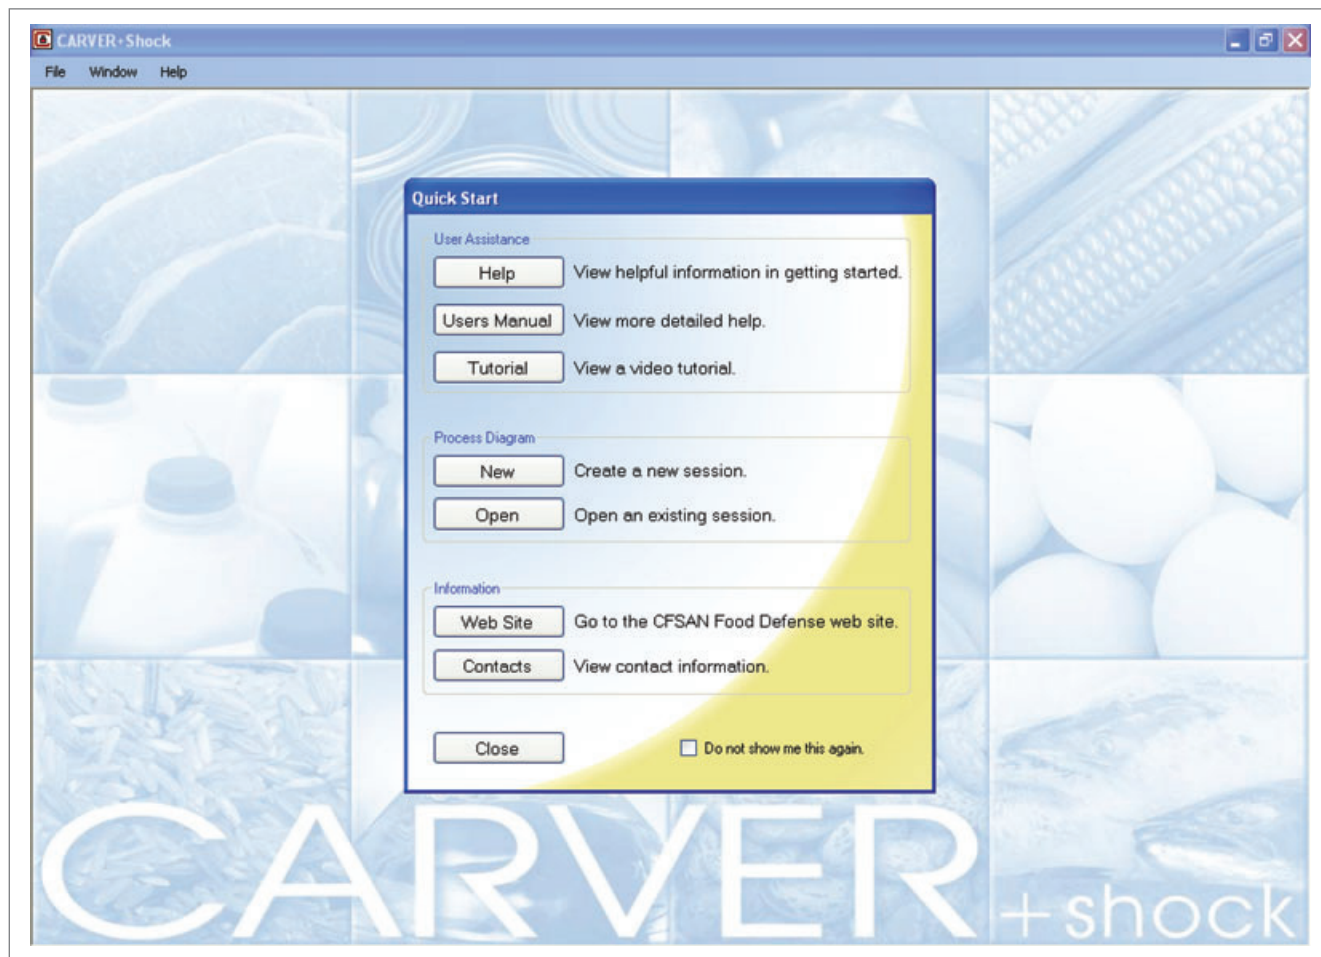 CARVER+Shock
File Window Help
Quick Start
User Assistance
Help View helpful information in getting started.
Users Manual View more detailed help.
Tutorial View a video tutorial.
Process Diagram
New Create a new session.
Open Open an existing session.
Information
Web Site Go to the CFSAN Food Defense web site.
Contacts View contact information.
Close Do not show me this again.
CARVER +shock